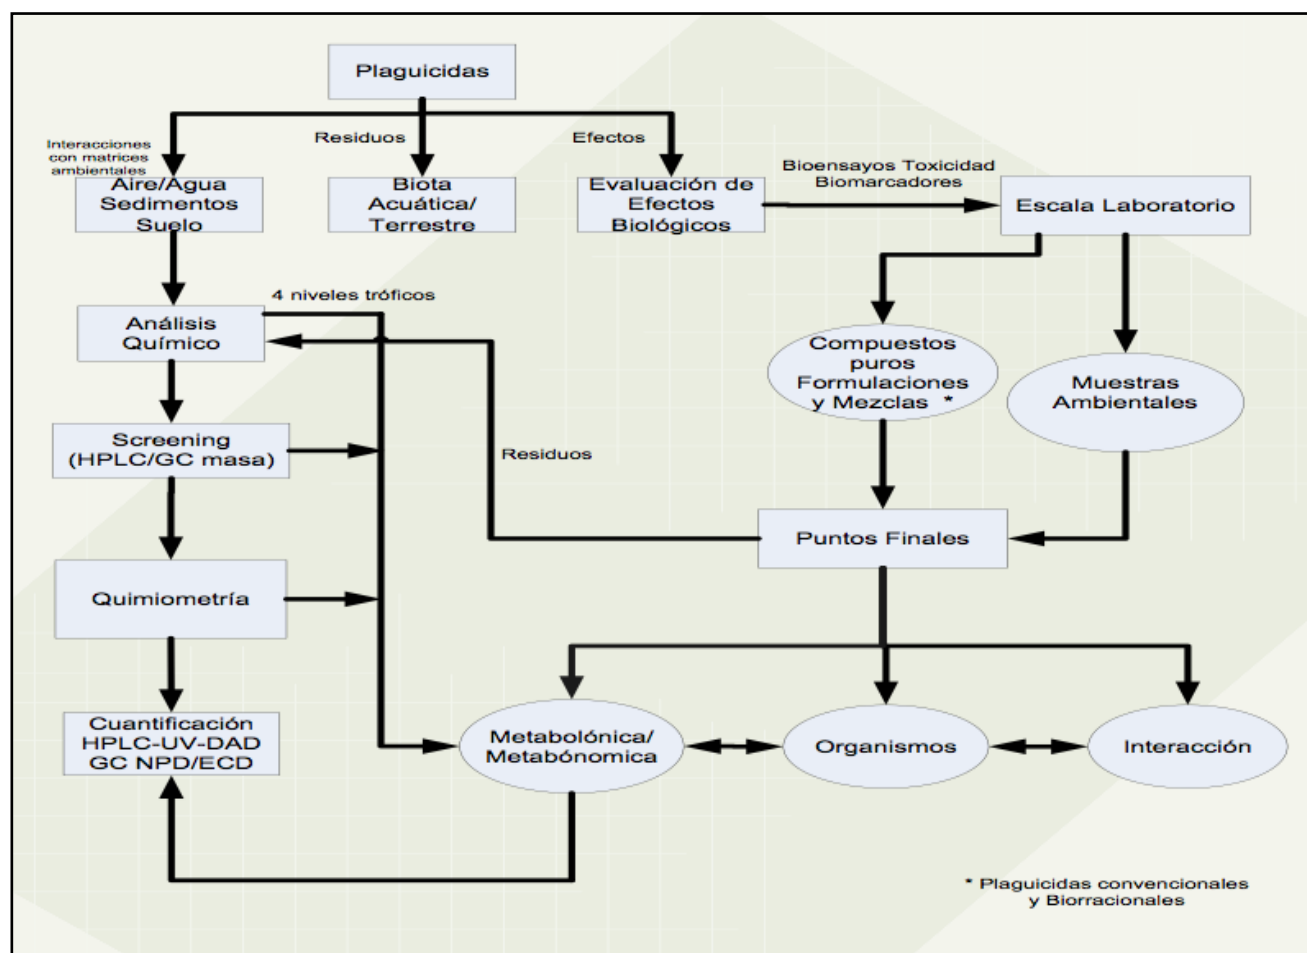 Plaguicidas
Interacciones
con matrices
ambientales
Residuos
Efectos
Aire/Agua
Sedimentos
Suelo
Biota
Acuática/
Terrestre
Evaluación de
Efectos
Biológicos
Bioensayos Toxicidad
Biomarcadores
Escala Laboratorio
4 niveles tróficos
Análisis
Químico
Compuestos
puros
Formulaciones
y Mezclas *
Muestras
Ambientales
Screening
(HPLC/GC masa)
Residuos
Puntos Finales
Quimiometría
Cuantificación
HPLC-UV-DAD
GC NPD/ECD
Metabolónica/
Metabónomica
Organismos
Interacción
* Plaguicidas convencionales
y Biorracionales